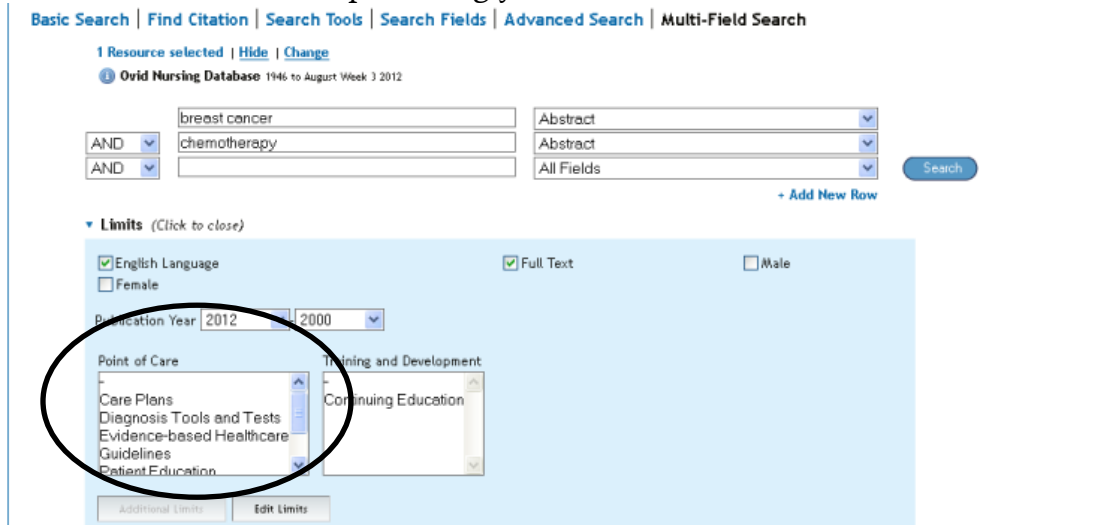 Basic Search | Find Citation | Search Tools | Search Fields | Advanced Search | Multi-Field Search
1 Resource selected | Hide | Change
Ovid Nursing Database 1946 to August Week 3 2012
breast cancer Abstract
AND chemotherapy Abstract
AND All Fields Search
+ Add New Row
Limits (Click to close)
English Language Full Text Male
Female
Publication Year 2012 - 2000
Point of Care Training and Development
- -
Care Plans Continuing Education
Diagnosis Tools and Tests
Evidence-based Healthcare
Guidelines
Patient Education
Additional Limits Edit Limits